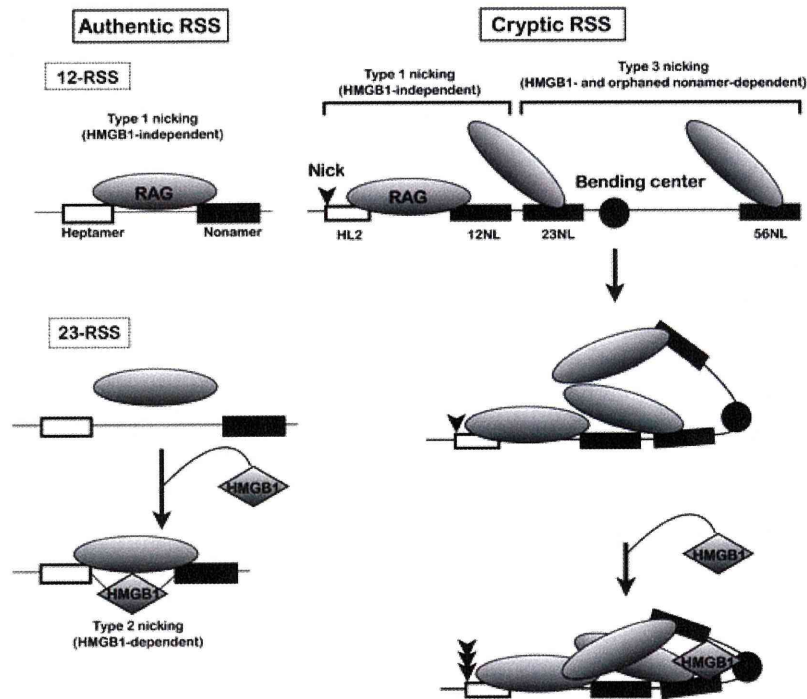 Authentic RSS
12-RSS
Type 1 nicking
(HMGB1-independent)
RAG
Heptamer
Nonamer
23-RSS
HMGB1
HMGB1
Type 2 nicking
(HMGB1-dependent)
Cryptic RSS
Type 1 nicking
(HMGB1-independent)
Type 3 nicking
(HMGB1- and orphaned nonamer-dependent)
Nick
RAG
Bending center
HL2
12NL
23NL
56NL
HMGB1
HMGB1